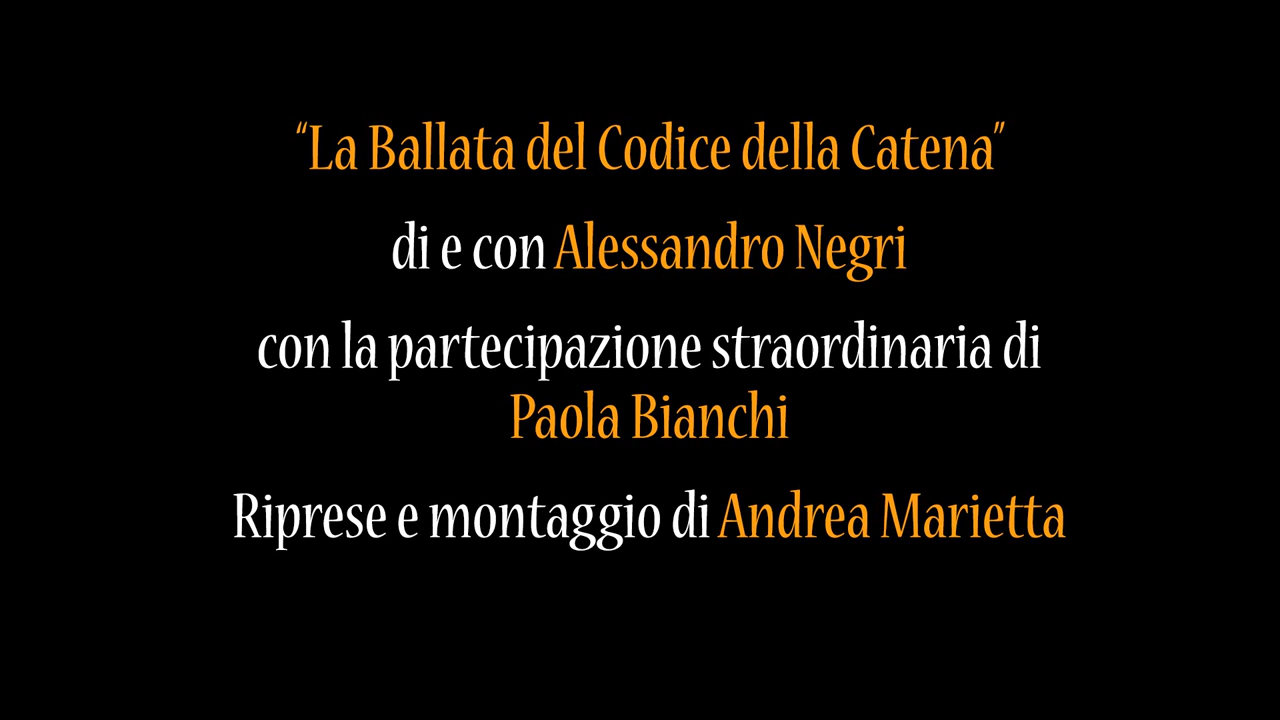 “La Ballata del Codice della Catena”
di e con Alessandro Negri
con la partecipazione straordinaria di
Paola Bianchi
Riprese e montaggio di Andrea Marietta